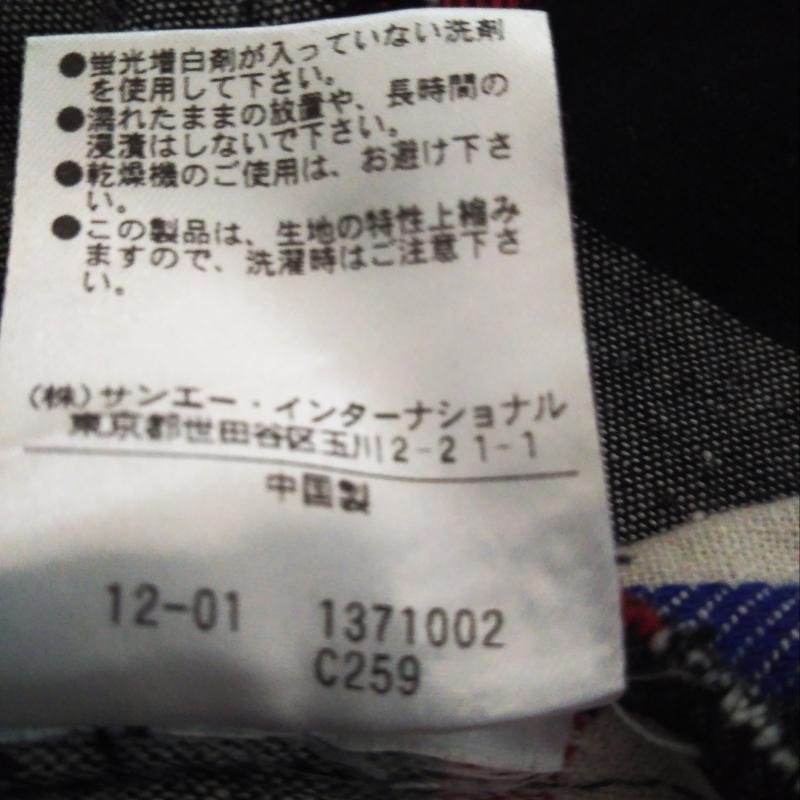 ●蛍光増白剤が入っていない洗剤
を使用して下さい。
●濡れたままの放置や、長時間の
浸漬はしないで下さい。
●乾燥機のご使用は、お避け下さ
い。
●この製品は、生地の特性上縮み
ますので、洗濯時はご注意下さ
い。
(株)サンエー・インターナショナル
東京都世田谷区玉川2-21-1
中国製
12-01 1371002
C259